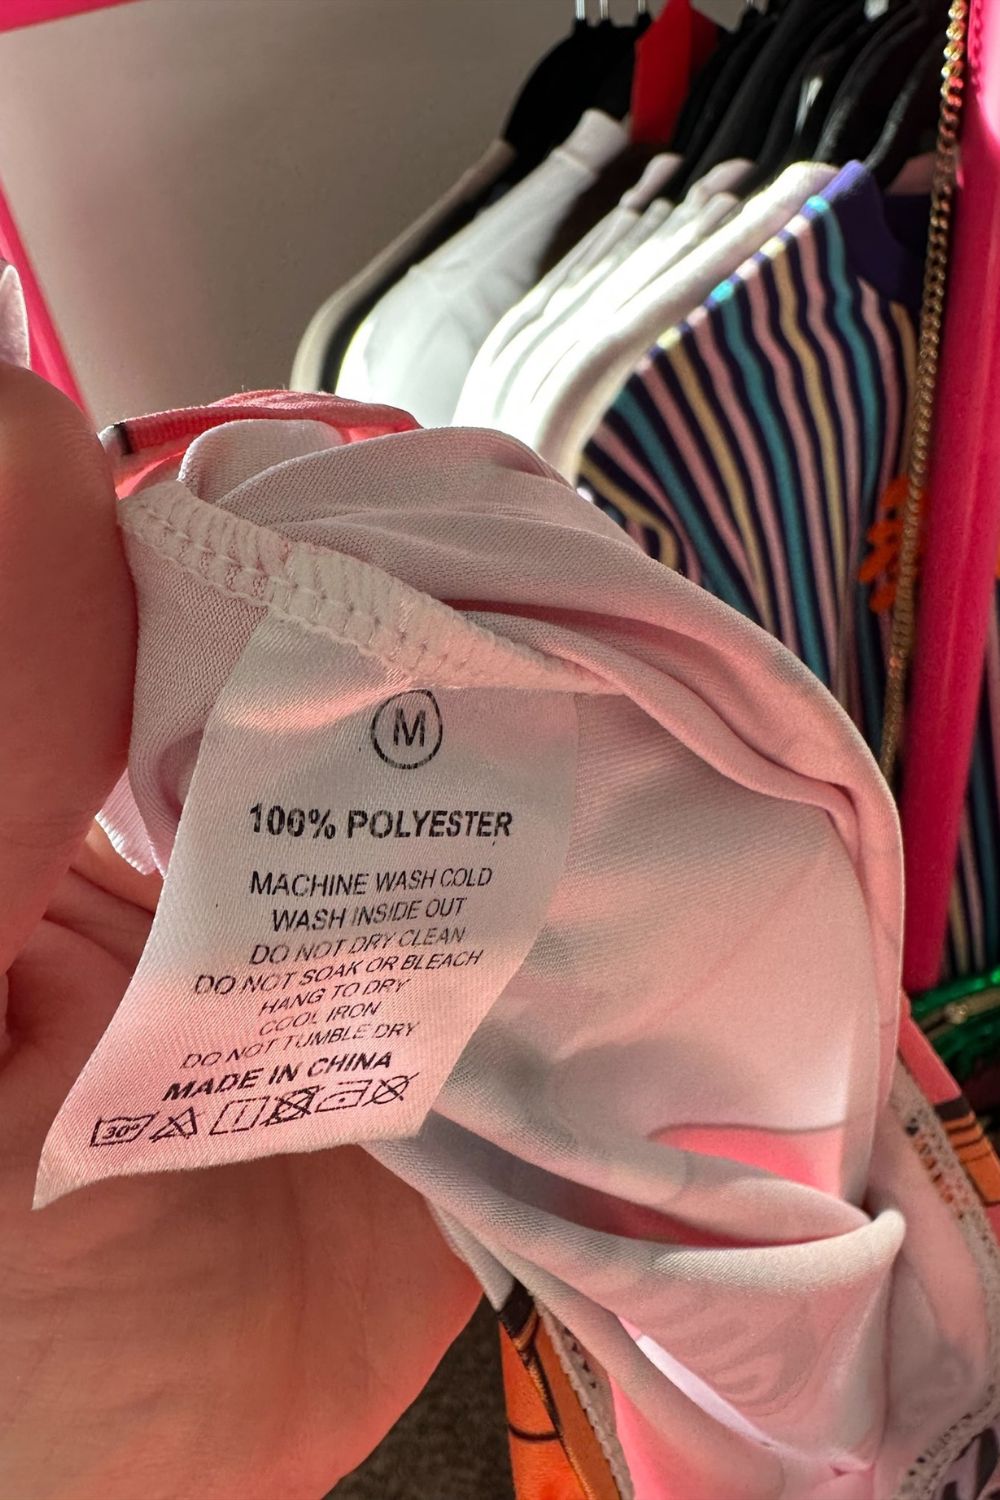 M
100% POLYESTER
MACHINE WASH COLD
WASH INSIDE OUT
DO NOT DRY CLEAN
DO NOT SOAK OR BLEACH
HANG TO DRY
COOL IRON
DO NOT TUMBLE DRY
MADE IN CHINA
30°